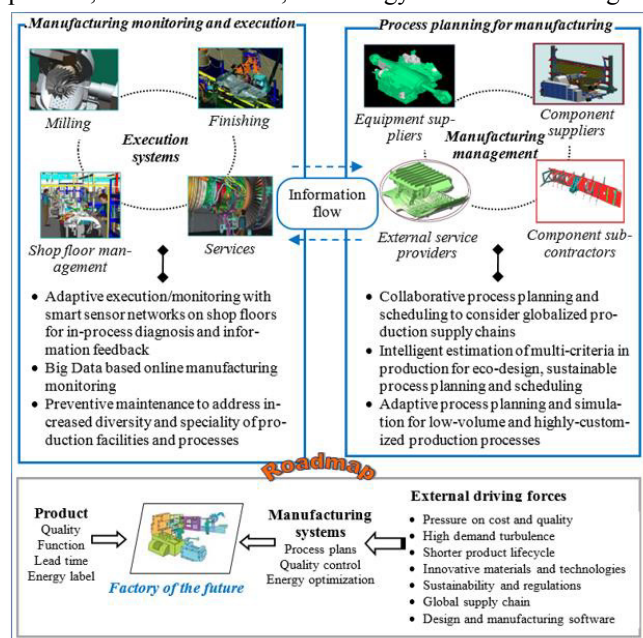 Manufacturing monitoring and execution
Milling
Finishing
Execution
systems
Shop floor man-
agement
Services
Information
flow
Process planning for manufacturing
Equipment sup-
pliers
Component
suppliers
Manufacturing
management
External service
providers
Component sub-
contractors
• Adaptive execution/monitoring with
smart sensor networks on shop floors
for in-process diagnosis and infor-
mation feedback
• Big Data based online manufacturing
monitoring
• Preventive maintenance to address in-
creased diversity and speciality of pro-
duction facilities and processes
• Collaborative process planning and
scheduling to consider globalized pro-
duction supply chains
• Intelligent estimation of multi-criteria in
production for eco-design, sustainable
process planning and scheduling
• Adaptive process planning and simula-
tion for low-volume and highly-custom-
ized production processes
Roadmap
Product
Quality
Function
Lead time
Energy label
Factory of the future
Manufacturing
systems
Process plans
Quality control
Energy optimization
External driving forces
• Pressure on cost and quality
• High demand turbulence
• Shorter product lifecycle
• Innovative materials and technologies
• Sustainability and regulations
• Global supply chain
• Design and manufacturing software